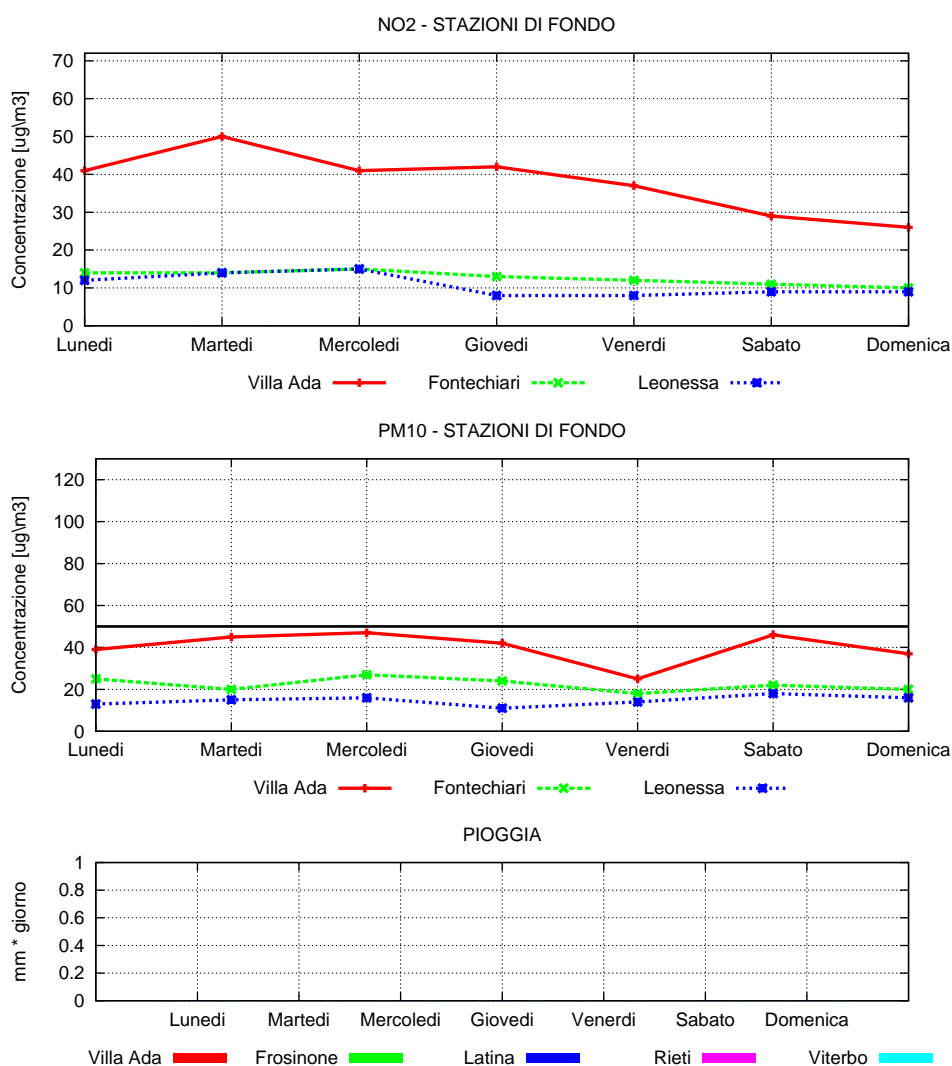 NO2 - STAZIONI DI FONDO
Concentrazione [ug\m3]
70
60
50
40
30
20
10
0
Lunedi Martedi Mercoledi Giovedi Venerdi Sabato Domenica
Villa Ada Fontechiari Leonessa
PM10 - STAZIONI DI FONDO
Concentrazione [ug\m3]
120
100
80
60
40
20
0
Lunedi Martedi Mercoledi Giovedi Venerdi Sabato Domenica
Villa Ada Fontechiari Leonessa
PIOGGIA
mm * giorno
1
0.8
0.6
0.4
0.2
0
Lunedi Martedi Mercoledi Giovedi Venerdi Sabato Domenica
Villa Ada Frosinone Latina Rieti Viterbo